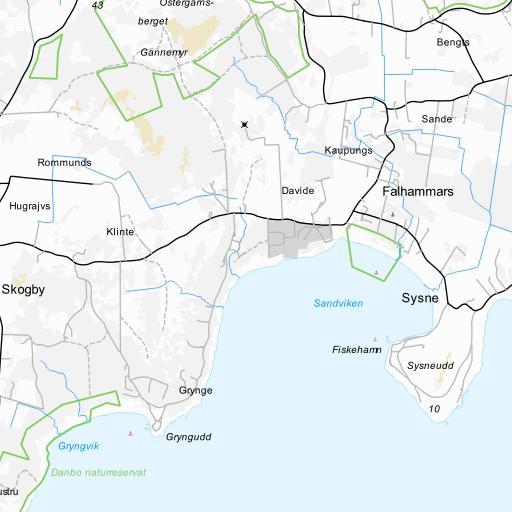 43
Östergarns-
berget
Gännemyr
Bengts
Sande
Kaupungs
Rommunds
Davide
Falhammars
Hugrajvs
Klinte
Skogby
Sandviken
Sysne
Fiskehamn
Sysneudd
10
Grynge
Gryngudd
Gryngvik
Danbo naturreservat
ustru